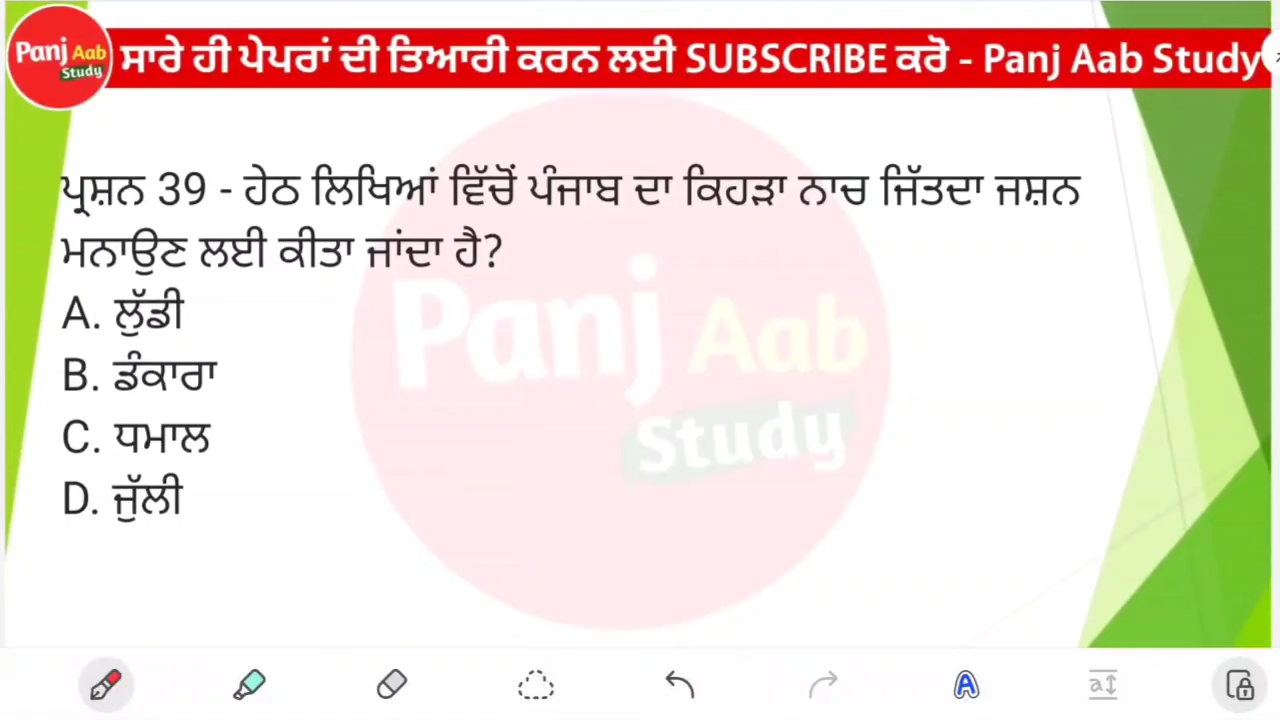 Panj Aab Study
ਸਾਰੇ ਹੀ ਪੇਪਰਾਂ ਦੀ ਤਿਆਰੀ ਕਰਨ ਲਈ SUBSCRIBE ਕਰੋ - Panj Aab Study
ਪ੍ਰਸ਼ਨ 39 - ਹੇਠ ਲਿਖਿਆਂ ਵਿੱਚੋਂ ਪੰਜਾਬ ਦਾ ਕਿਹੜਾ ਨਾਚ ਜਿੱਤਦਾ ਜਸ਼ਨ
ਮਨਾਉਣ ਲਈ ਕੀਤਾ ਜਾਂਦਾ ਹੈ?
A. ਲੁੱਡੀ
B. ਡੰਕਾਰਾ
C. ਧਮਾਲ
D. ਜੁੱਲੀ
Panj Aab
Study
A
a